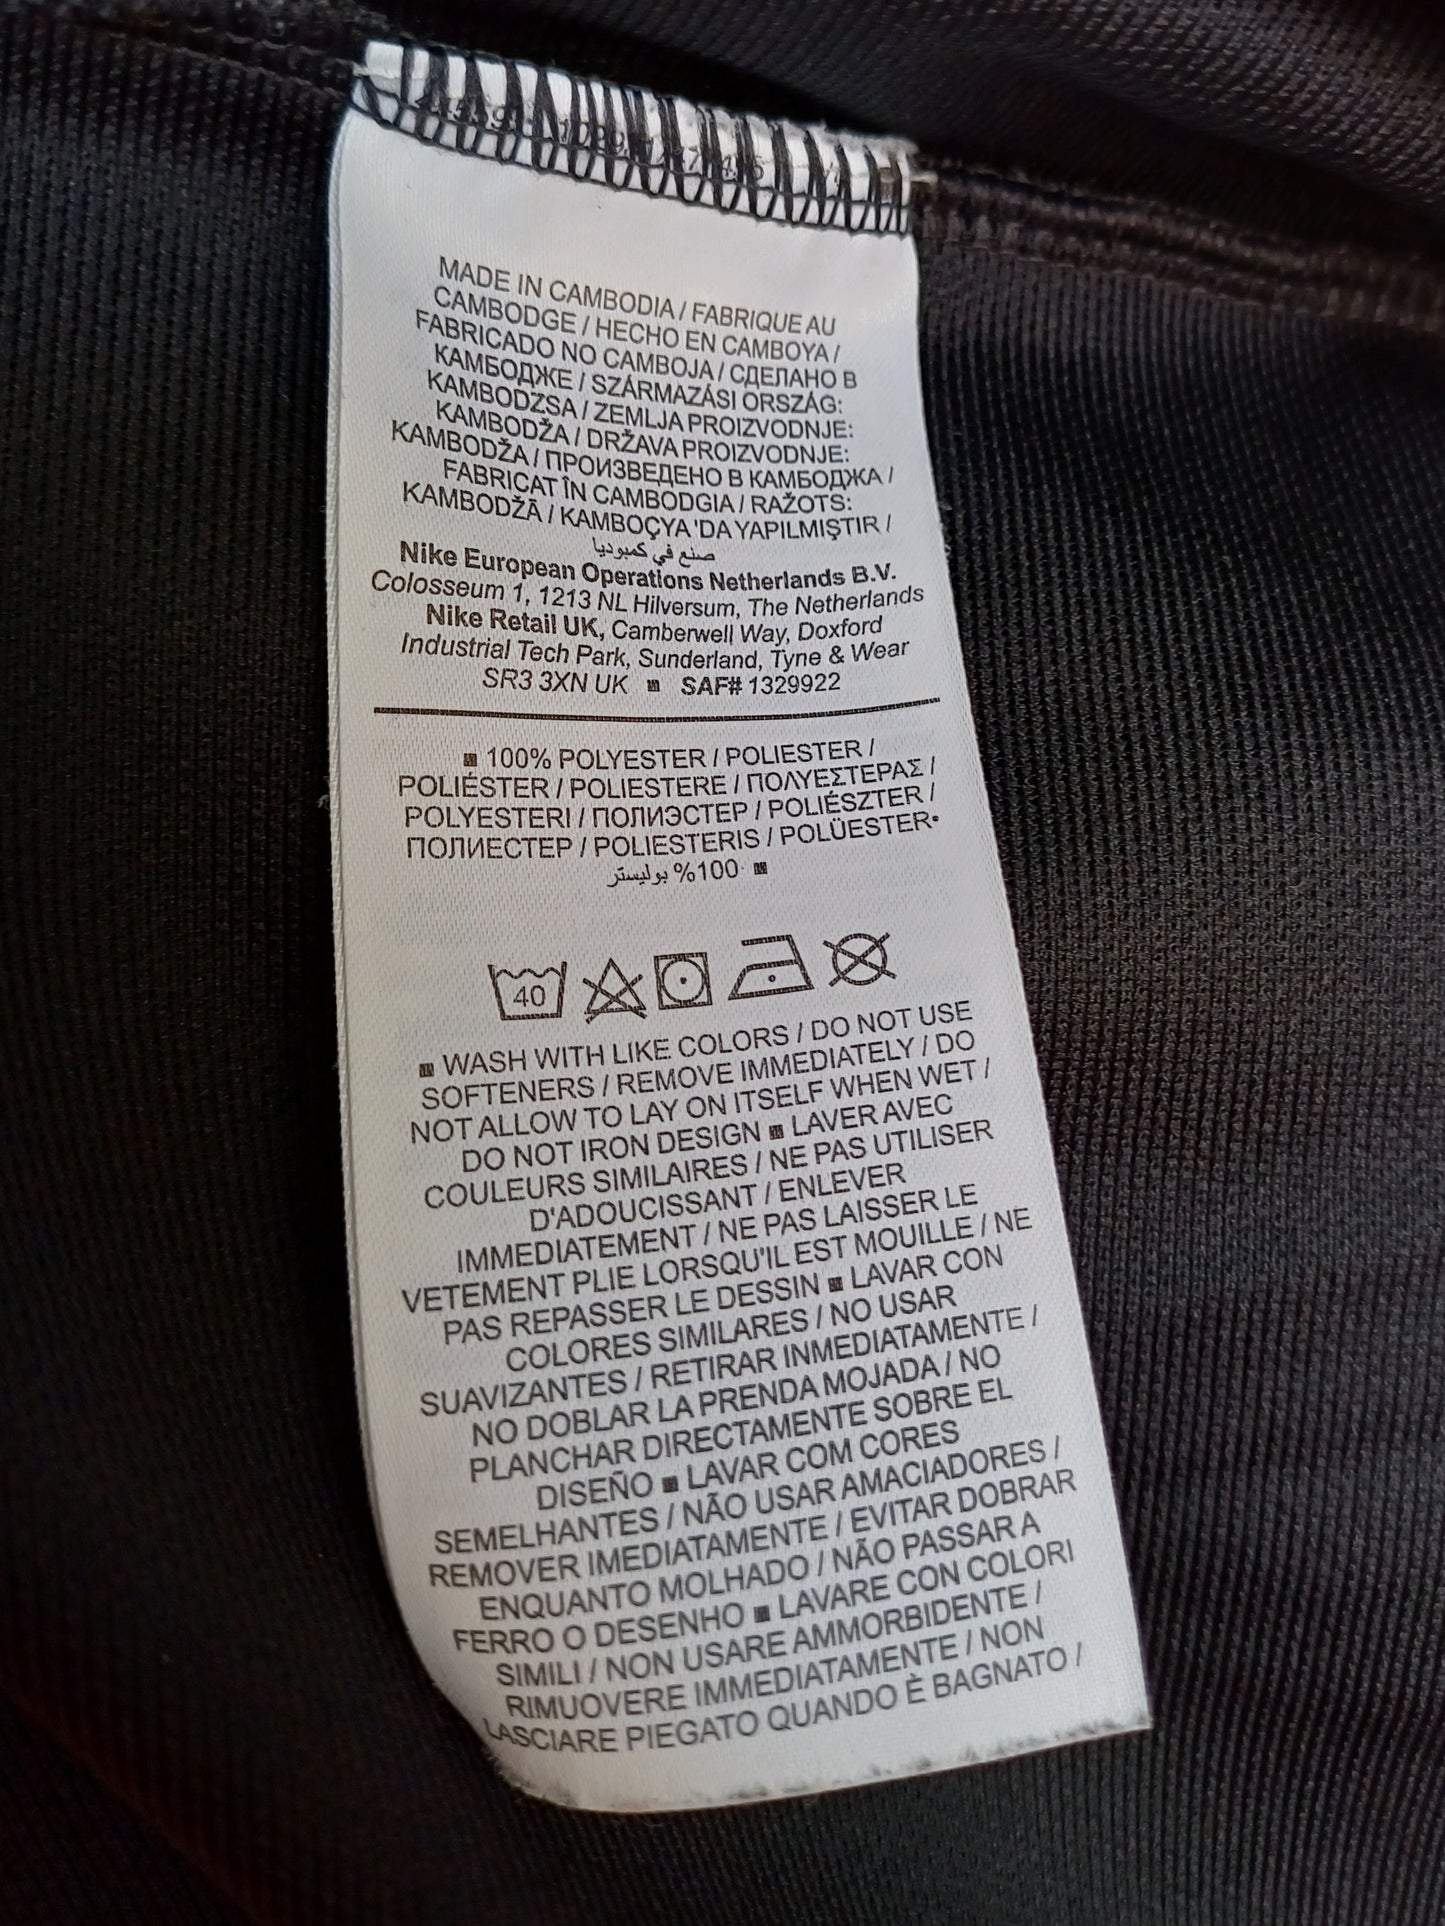 MADE IN CAMBODIA / FABRIQUE AU
CAMBODGE / HECHO EN CAMBOYA /
FABRICADO NO CAMBOJA / СДЕЛАНО В
КАМБОДЖЕ / SZÁRMAZÁSI ORSZÁG:
KAMBODZSA / ZEMLJA PROIZVODNJE:
KAMBODŽA / DRŽAVA PROIZVODNJE:
KAMBODŽA / ПРОИЗВЕДЕНО В КАМБОДЖА /
FABRICAT ÎN CAMBODGIA / RAŽOTS:
KAMBODŽĀ / KAMBOÇYA 'DA YAPILMIŞTIR /
صنع في كمبوديا
Nike European Operations Netherlands B.V.
Colosseum 1, 1213 NL Hilversum, The Netherlands
Nike Retail UK, Camberwell Way, Doxford
Industrial Tech Park, Sunderland, Tyne & Wear
SR3 3XN UK SAF# 1329922
100% POLYESTER / POLIESTER /
POLIÉSTER / POLIESTERE / ΠΟΛΥΕΣΤΕΡΑΣ /
POLYESTERI / ПОЛИЭСТЕР / POLIÉSZTER /
ПОЛИЕСТЕР / POLIESTERIS / POLÜESTER•
100% بوليستر
40
WASH WITH LIKE COLORS / DO NOT USE
SOFTENERS / REMOVE IMMEDIATELY / DO
NOT ALLOW TO LAY ON ITSELF WHEN WET /
DO NOT IRON DESIGN LAVER AVEC
COULEURS SIMILAIRES / NE PAS UTILISER
D'ADOUCISSANT / ENLEVER
IMMEDIATEMENT / NE PAS LAISSER LE
VETEMENT PLIE LORSQU'IL EST MOUILLE / NE
PAS REPASSER LE DESSIN LAVAR CON
COLORES SIMILARES / NO USAR
SUAVIZANTES / RETIRAR INMEDIATAMENTE /
NO DOBLAR LA PRENDA MOJADA / NO
PLANCHAR DIRECTAMENTE SOBRE EL
DISEÑO LAVAR COM CORES
SEMELHANTES / NÃO USAR AMACIADORES /
REMOVER IMEDIATAMENTE / EVITAR DOBRAR
ENQUANTO MOLHADO / NÃO PASSAR A
FERRO O DESENHO LAVARE CON COLORI
SIMILI / NON USARE AMMORBIDENTE /
RIMUOVERE IMMEDIATAMENTE / NON
LASCIARE PIEGATO QUANDO È BAGNATO /